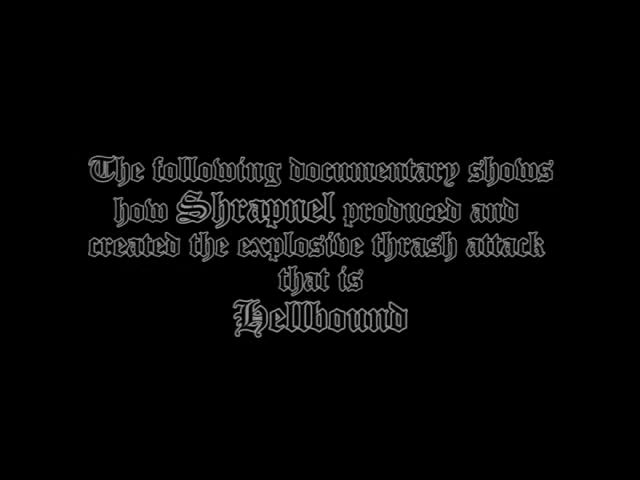 The following documentary shows
how Shrapnel produced and
created the explosive thrash attack
that is
Hellbound